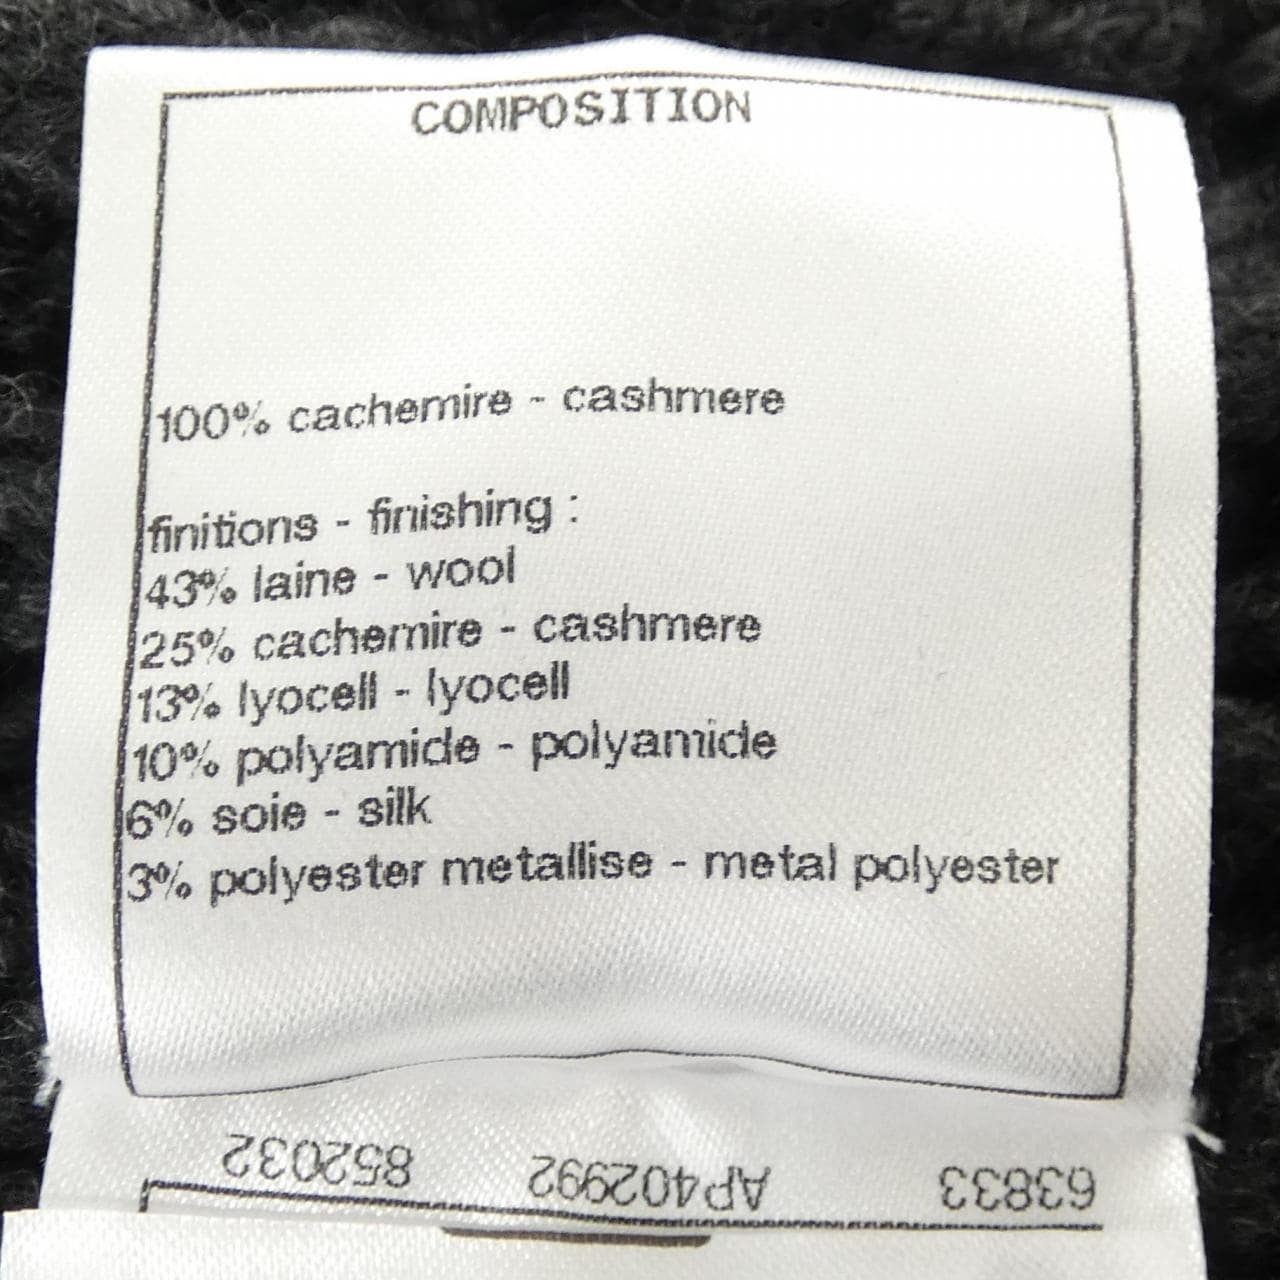 COMPOSITION
100% cachemire - cashmere
finitions - finishing :
43% laine - wool
25% cachemire - cashmere
13% lyocell - lyocell
10% polyamide - polyamide
6% soie - silk
3% polyester metallise - metal polyester
63833 AP402992 852032